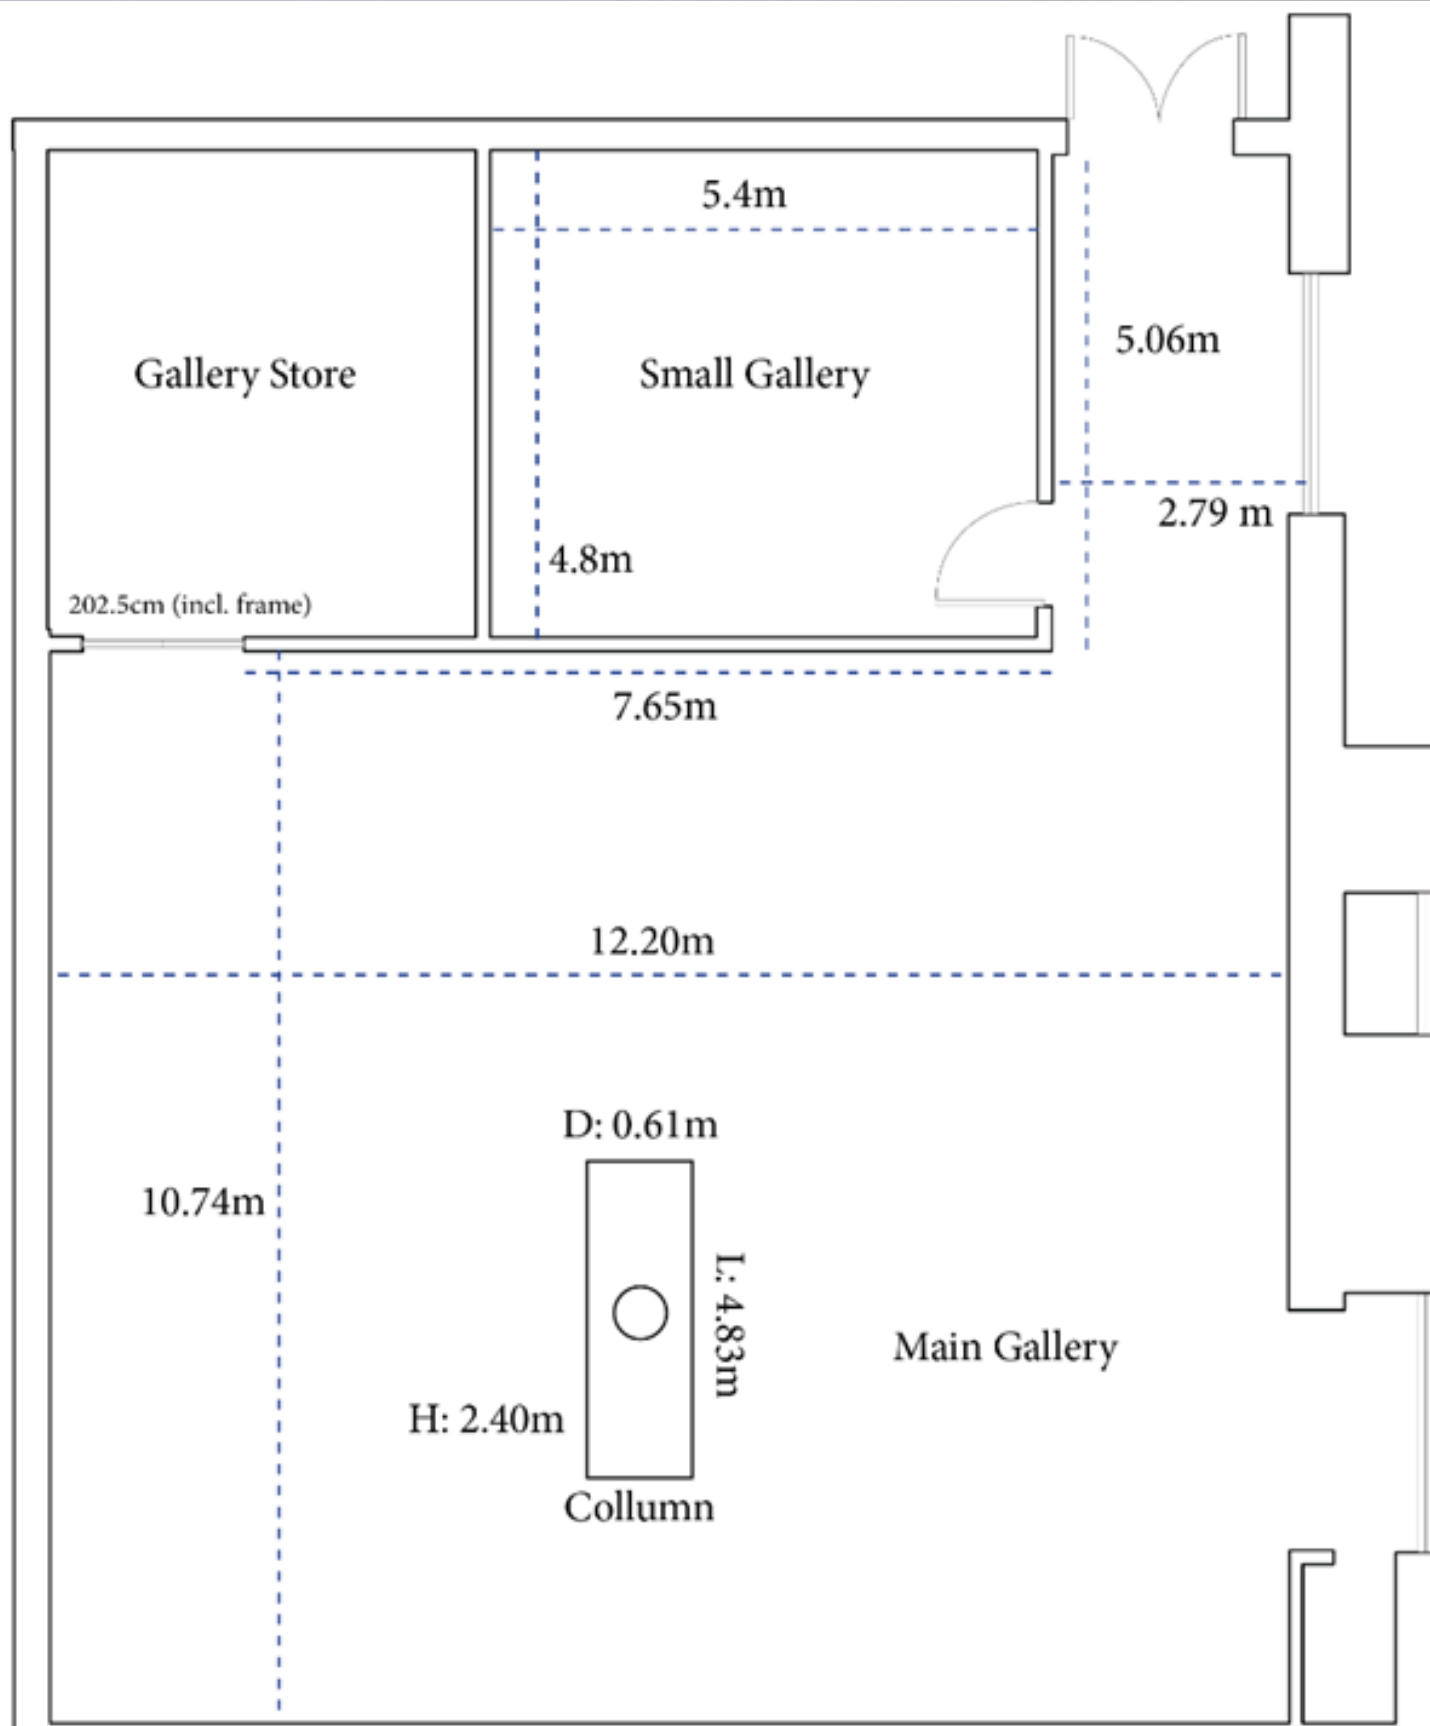 5.4m
5.06m
Gallery Store
Small Gallery
2.79 m
4.8m
202.5cm (incl. frame)
7.65m
12.20m
D: 0.61m
10.74m
L: 4.83m
Main Gallery
H: 2.40m
Collumn